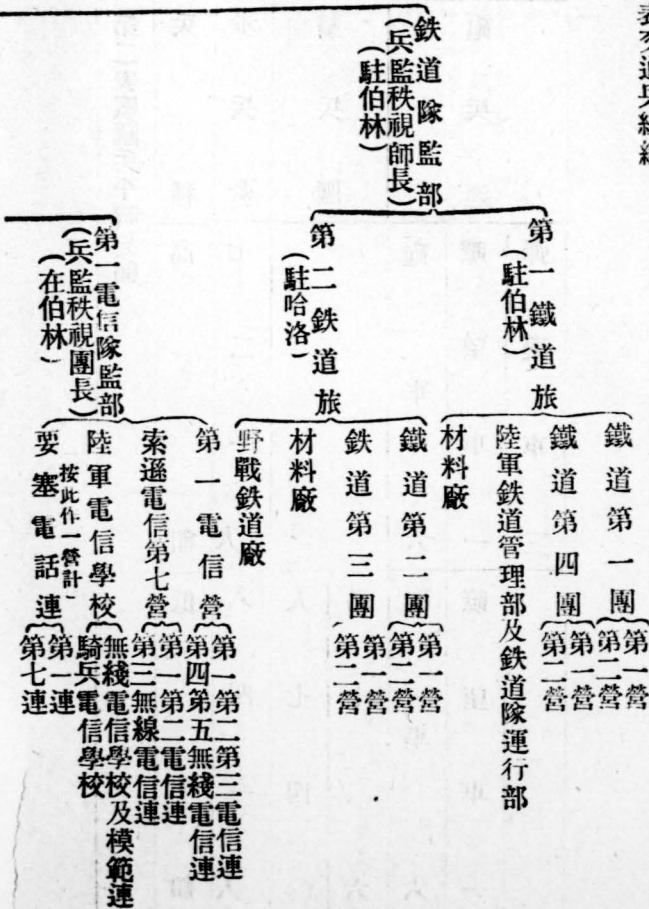 表交通兵編
鉄道隊監部
(兵監秩視師長)
(駐伯林)
第一鐵道旅
(駐伯林)
鐵道第一團
第一營
第二營
鐵道第四團
第一營
第二營
陸軍鉄道管理部及鉄道隊運行部
材料廠
第二鉄道旅
(駐哈洛)
鐵道第二團
第一營
第二營
鉄道第三團
第一營
第二營
材料廠
野戰鉄道廠
第一電信隊監部
(兵監秩視團長)
(在伯林)
第一電信營
第一第二第三電信連
第四第五無綫電信連
索遜電信第七營
第一第二電信連
第三無線電信連
陸軍電信學校
按此作一營計
無綫電信學校及模範連
騎兵電信學校
要塞電話連
第一連
第七連